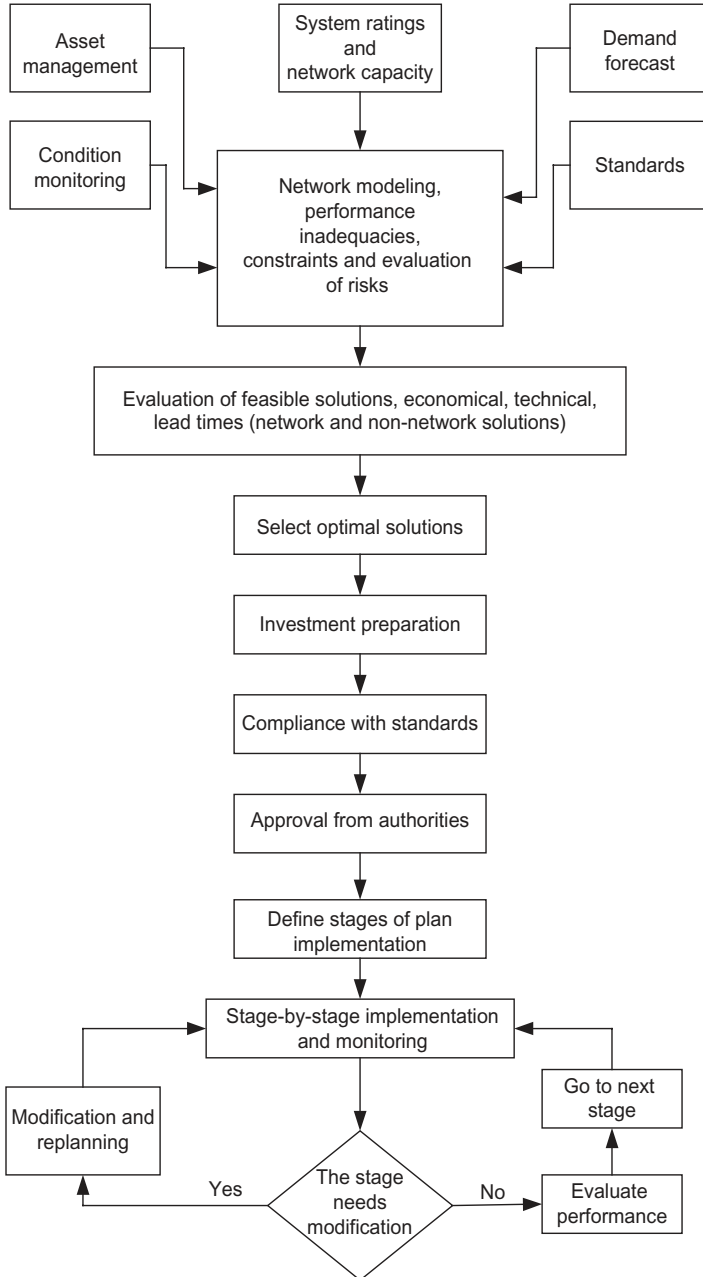 Asset
management
System ratings
and
network capacity
Demand
forecast
Condition
monitoring
Standards
Network modeling,
performance
inadequacies,
constraints and evaluation
of risks
Evaluation of feasible solutions, economical, technical,
lead times (network and non-network solutions)
Select optimal solutions
Investment preparation
Compliance with standards
Approval from authorities
Define stages of plan
implementation
Stage-by-stage implementation
and monitoring
Modification and
replanning
Go to next
stage
Yes
The stage
needs
modification
No
Evaluate
performance